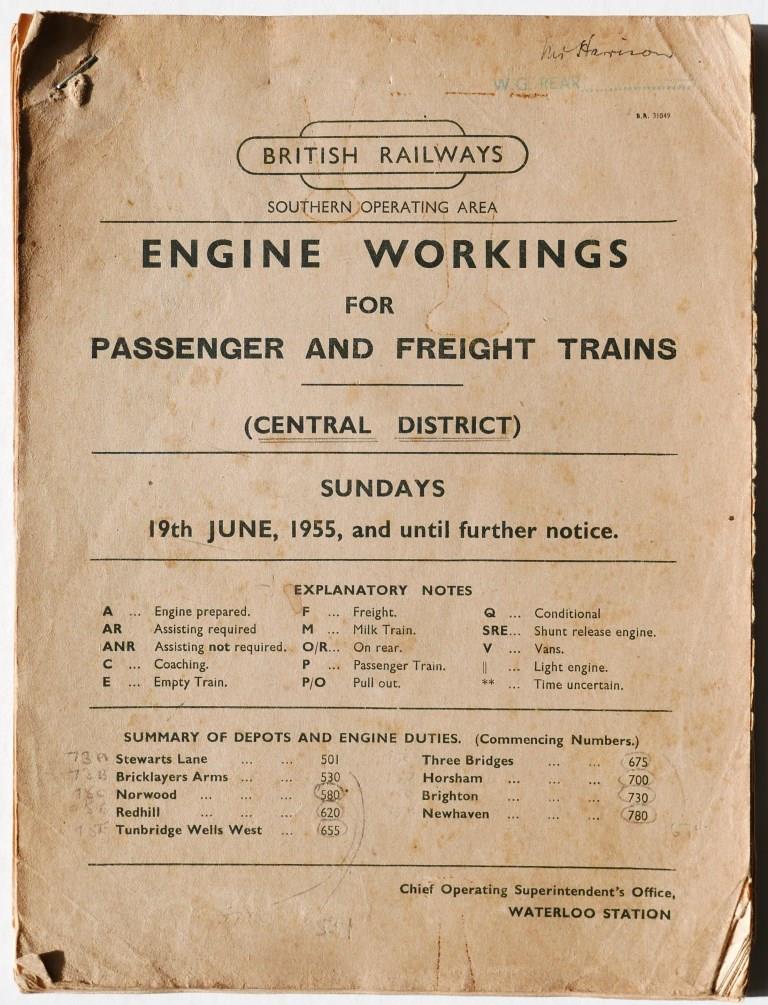 Mr Harrison
W.G. REAR
B.R. 31049
BRITISH RAILWAYS
SOUTHERN OPERATING AREA
ENGINE WORKINGS
FOR
PASSENGER AND FREIGHT TRAINS
(CENTRAL DISTRICT)
SUNDAYS
19th JUNE, 1955, and until further notice.
EXPLANATORY NOTES
A ... Engine prepared. F ... Freight. Q ... Conditional
AR Assisting required M ... Milk Train. SRE... Shunt release engine.
ANR Assisting not required. O/R... On rear. V ... Vans.
C ... Coaching. P ... Passenger Train. || ... Light engine.
E ... Empty Train. P/O Pull out. ** ... Time uncertain.
SUMMARY OF DEPOTS AND ENGINE DUTIES. (Commencing Numbers.)
73A Stewarts Lane ... ... 501 Three Bridges ... ... 675
73B Bricklayers Arms ... ... 530 Horsham ... ... ... 700
Norwood ... ... ... 580 Brighton ... ... ... 730
Redhill ... ... ... 620 Newhaven ... ... ... 780
Tunbridge Wells West ... 655
Chief Operating Superintendent's Office,
WATERLOO STATION